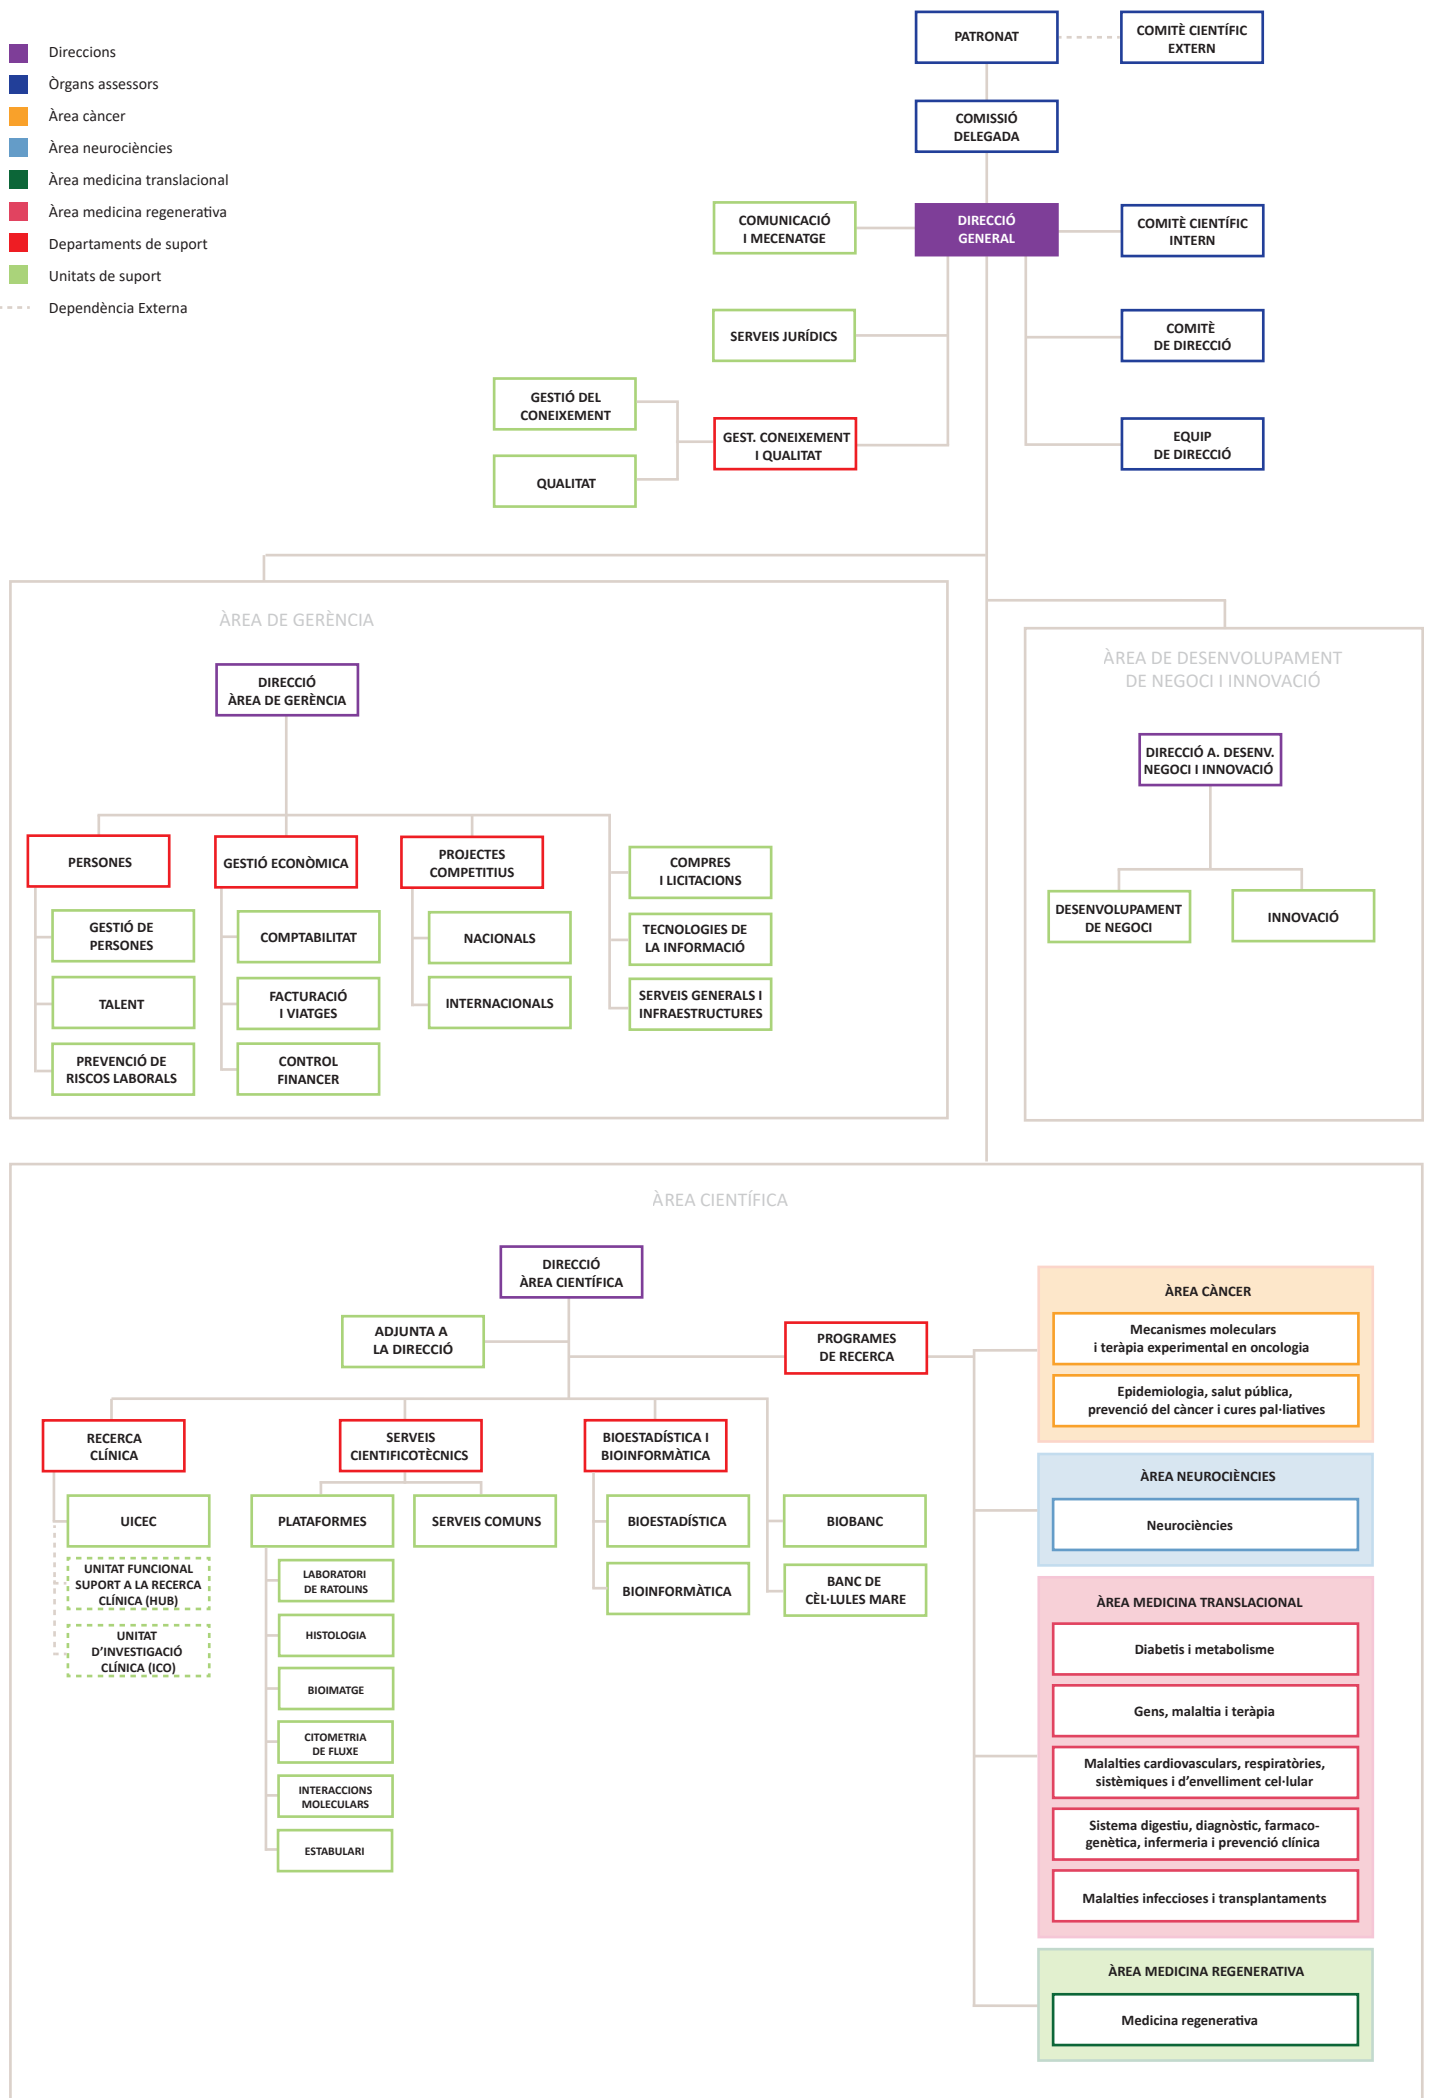 Direccions
Òrgans assessors
Àrea càncer
Àrea neurociències
Àrea medicina translacional
Àrea medicina regenerativa
Departaments de suport
Unitats de suport
Dependència Externa
PATRONAT
COMITÈ CIENTÍFIC
EXTERN
COMISSIÓ
DELEGADA
COMUNICACIÓ
I MECENATGE
DIRECCIÓ
GENERAL
COMITÈ CIENTÍFIC
INTERN
SERVEIS JURÍDICS
COMITÈ
DE DIRECCIÓ
GESTIÓ DEL
CONEIXEMENT
QUALITAT
GEST. CONEIXEMENT
I QUALITAT
EQUIP
DE DIRECCIÓ
ÀREA DE GERÈNCIA
DIRECCIÓ
ÀREA DE GERÈNCIA
PERSONES
GESTIÓ DE
PERSONES
TALENT
PREVENCIÓ DE
RISCOS LABORALS
GESTIÓ ECONÒMICA
COMPTABILITAT
FACTURACIÓ
I VIATGES
CONTROL
FINANCER
PROJECTES
COMPETITIUS
NACIONALS
INTERNACIONALS
COMPRES
I LICITACIONS
TECNOLOGIES DE
LA INFORMACIÓ
SERVEIS GENERALS I
INFRAESTRUCTURES
ÀREA DE DESENVOLUPAMENT
DE NEGOCI I INNOVACIÓ
DIRECCIÓ A. DESENV.
NEGOCI I INNOVACIÓ
DESENVOLUPAMENT
DE NEGOCI
INNOVACIÓ
ÀREA CIENTÍFICA
DIRECCIÓ
ÀREA CIENTÍFICA
ADJUNTA A
LA DIRECCIÓ
PROGRAMES
DE RECERCA
RECERCA
CLÍNICA
UICEC
UNITAT FUNCIONAL
SUPORT A LA RECERCA
CLÍNICA (HUB)
UNITAT
D’INVESTIGACIÓ
CLÍNICA (ICO)
SERVEIS
CIENTIFICOTÈCNICS
PLATAFORMES
SERVEIS COMUNS
LABORATORI
DE RATOLINS
HISTOLOGIA
BIOIMATGE
CITOMETRIA
DE FLUXE
INTERACCIONS
MOLECULARS
ESTABULARI
BIOESTADÍSTICA I
BIOINFORMÀTICA
BIOESTADÍSTICA
BIOINFORMÀTICA
BIOBANC
BANC DE
CÈL·LULES MARE
ÀREA CÀNCER
Mecanismes moleculars
i teràpia experimental en oncologia
Epidemiologia, salut pública,
prevenció del càncer i cures pal·liatives
ÀREA NEUROCIÈNCIES
Neurociències
ÀREA MEDICINA TRANSLACIONAL
Diabetis i metabolisme
Gens, malaltia i teràpia
Malalties cardiovasculars, respiratòries,
sistèmiques i d’envelliment cel·lular
Sistema digestiu, diagnòstic, farmaco-
genètica, infermeria i prevenció clínica
Malalties infeccioses i transplantaments
ÀREA MEDICINA REGENERATIVA
Medicina regenerativa